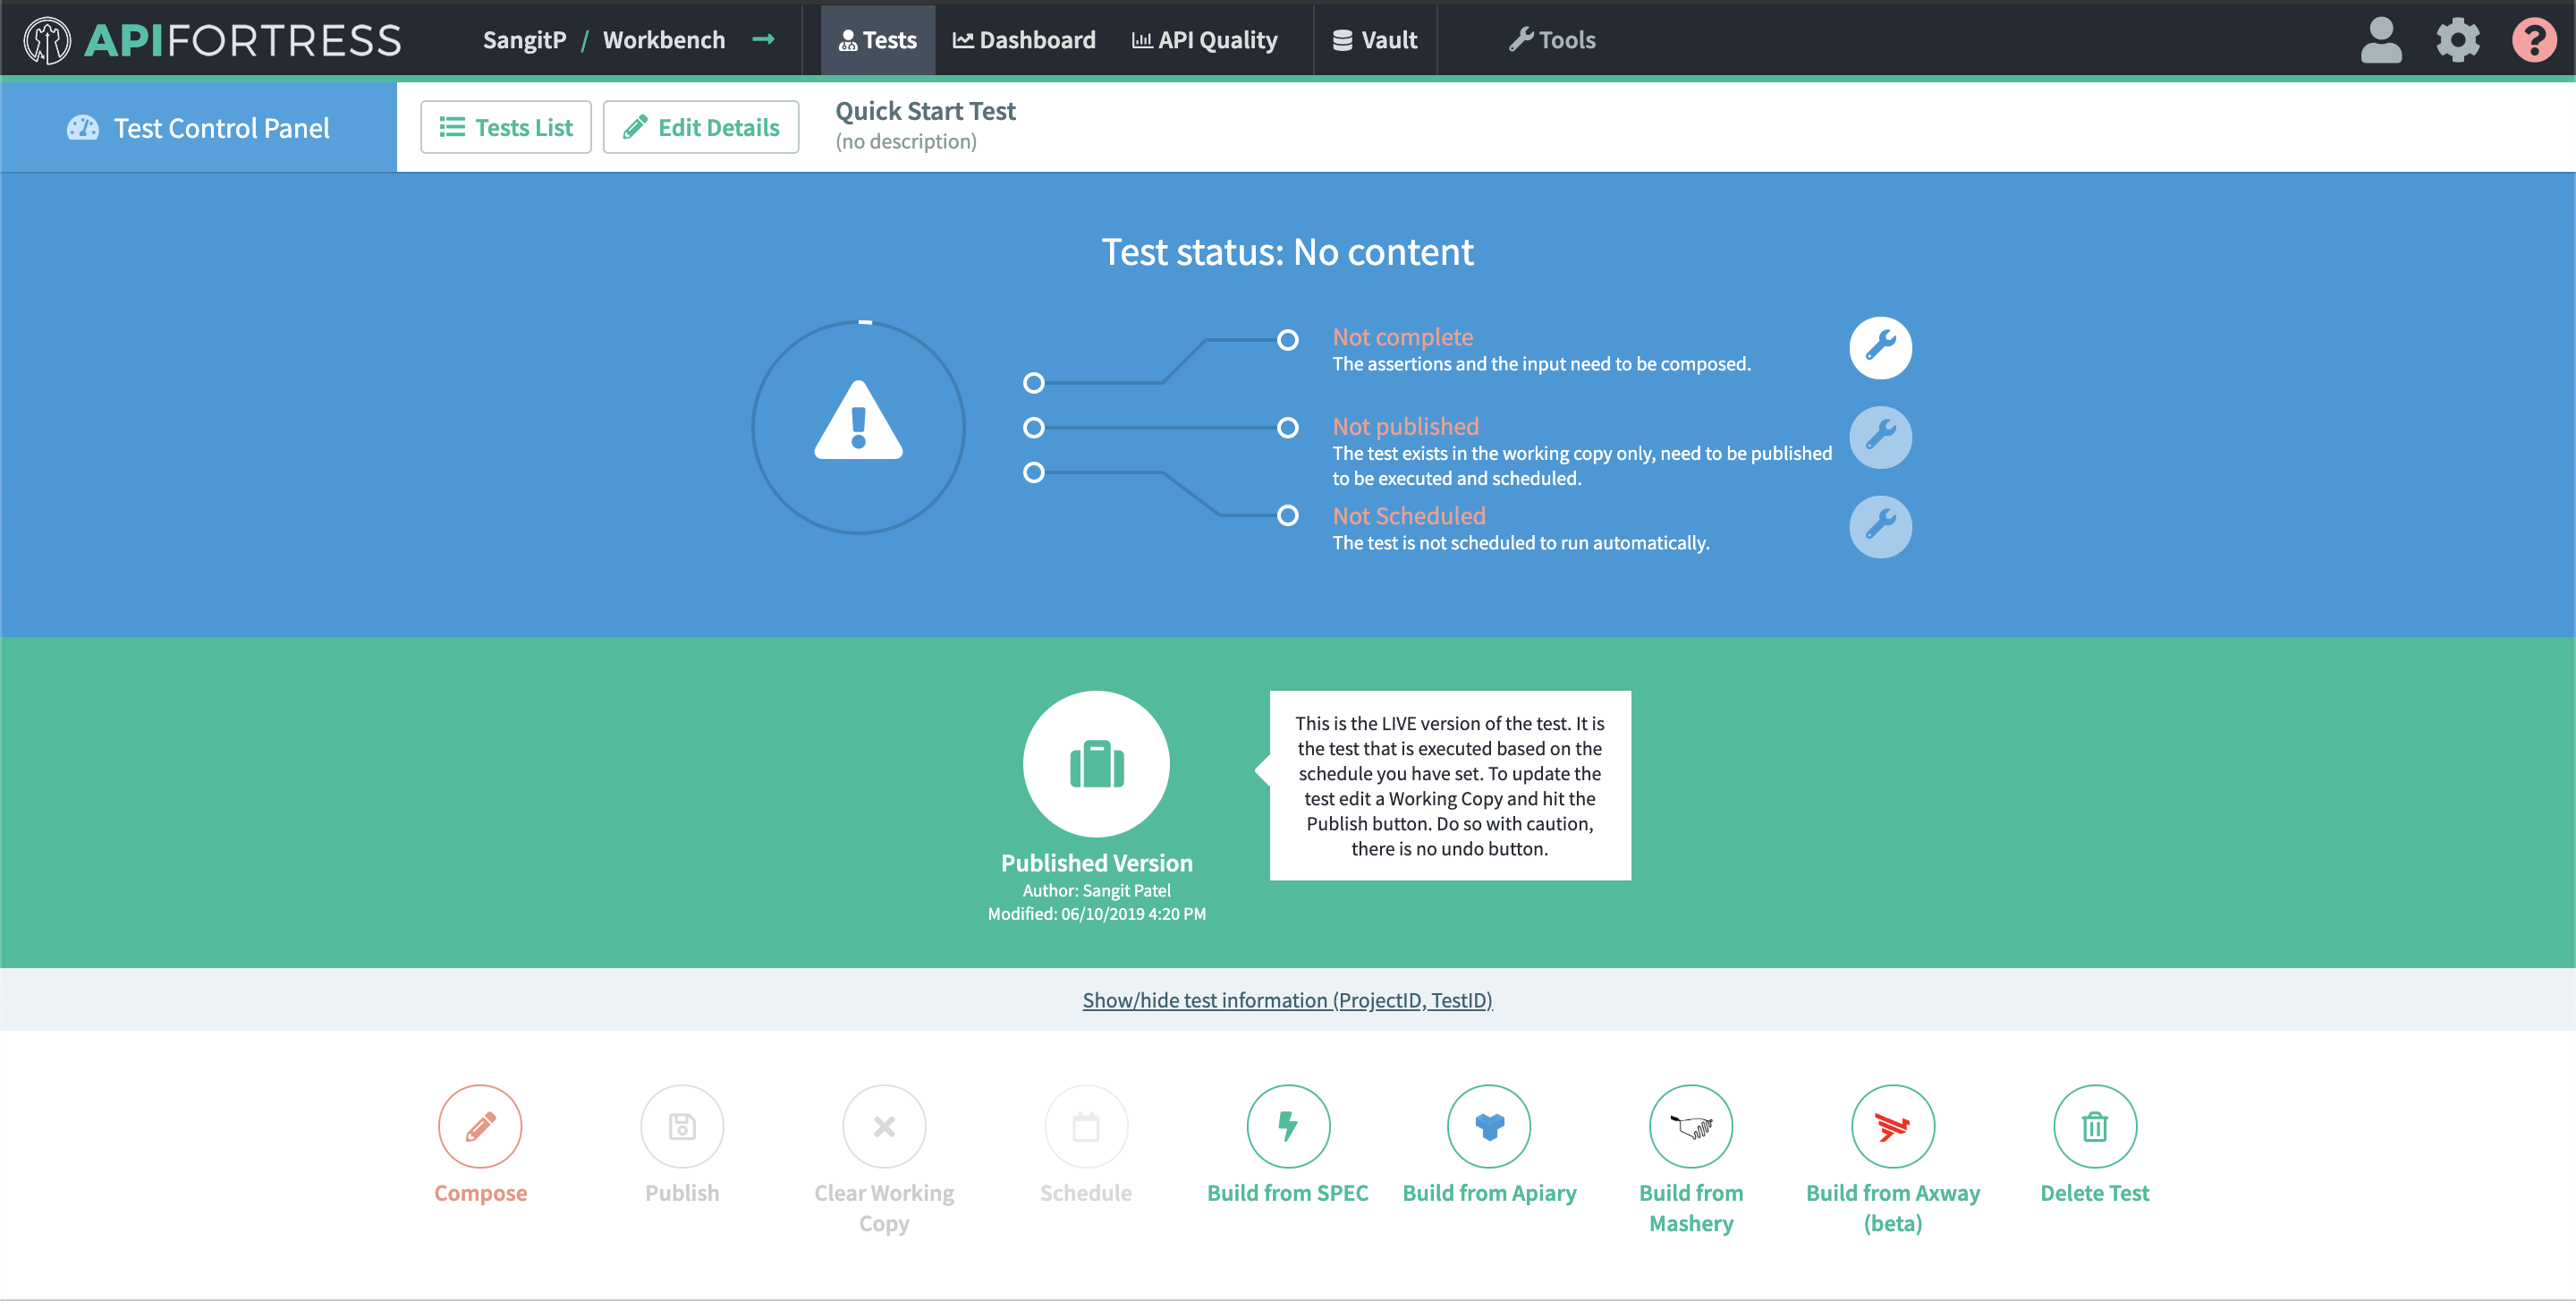 APIFORTRESS
SangitP / Workbench → Tests Dashboard API Quality Vault Tools ?
Test Control Panel
Tests List Edit Details
Quick Start Test
(no description)
Test status: No content
Not complete
The assertions and the input need to be composed.
Not published
The test exists in the working copy only, need to be published
to be executed and scheduled.
Not Scheduled
The test is not scheduled to run automatically.
Published Version
Author: Sangit Patel
Modified: 06/10/2019 4:20 PM
This is the LIVE version of the test. It is
the test that is executed based on the
schedule you have set. To update the
test edit a Working Copy and hit the
Publish button. Do so with caution,
there is no undo button.
Show/hide test information (ProjectID, TestID)
Compose
Publish
Clear Working
Copy
Schedule
Build from SPEC
Build from Apiary
Build from
Mashery
Build from Axway
(beta)
Delete Test